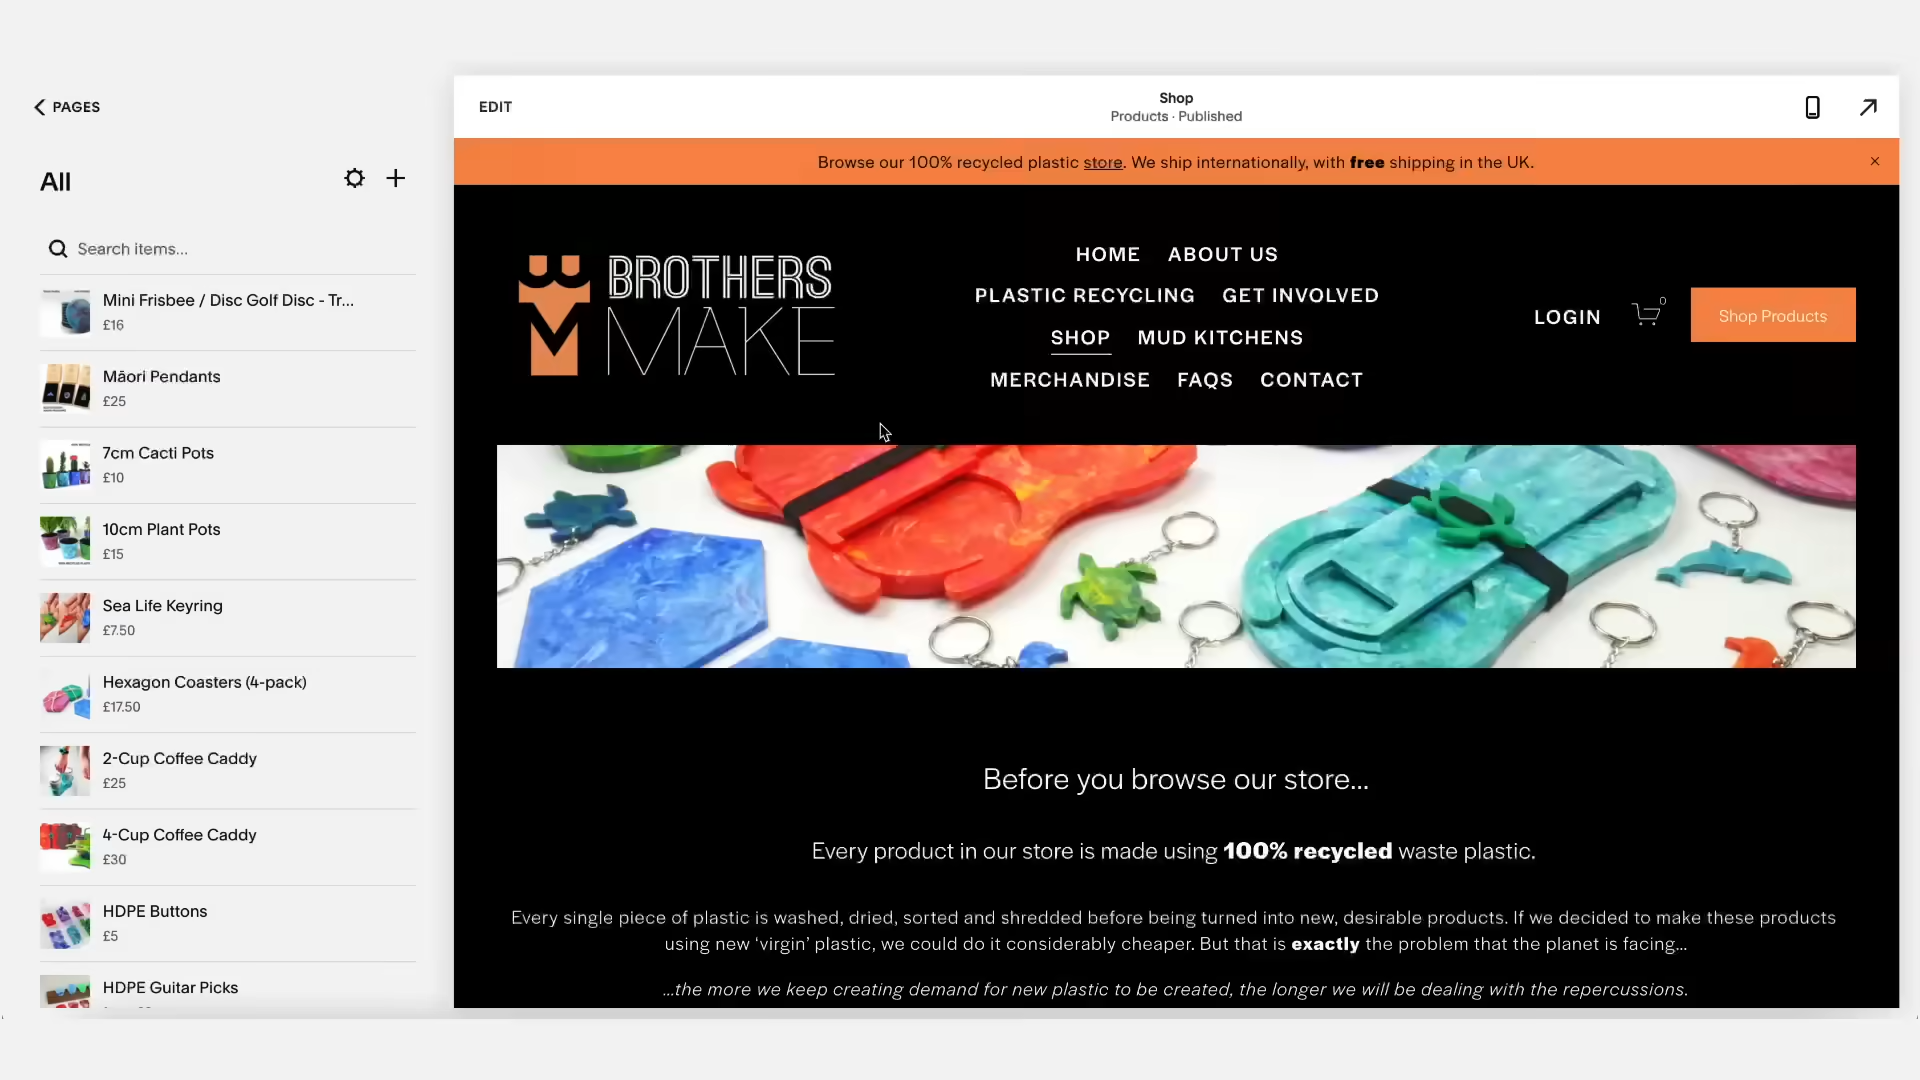 PAGES
All
Search items...
Mini Frisbee / Disc Golf Disc - Tr...
£16
Māori Pendants
£25
7cm Cacti Pots
£10
10cm Plant Pots
£15
Sea Life Keyring
£7.50
Hexagon Coasters (4-pack)
£17.50
2-Cup Coffee Caddy
£25
4-Cup Coffee Caddy
£30
HDPE Buttons
£5
HDPE Guitar Picks
EDIT
Shop
Products · Published
Browse our 100% recycled plastic store. We ship internationally, with free shipping in the UK.
BROTHERS
MAKE
HOME ABOUT US
PLASTIC RECYCLING GET INVOLVED
SHOP MUD KITCHENS
MERCHANDISE FAQS CONTACT
LOGIN
0
Shop Products
Before you browse our store...
Every product in our store is made using 100% recycled waste plastic.
Every single piece of plastic is washed, dried, sorted and shredded before being turned into new, desirable products. If we decided to make these products
using new ‘virgin’ plastic, we could do it considerably cheaper. But that is exactly the problem that the planet is facing...
...the more we keep creating demand for new plastic to be created, the longer we will be dealing with the repercussions.